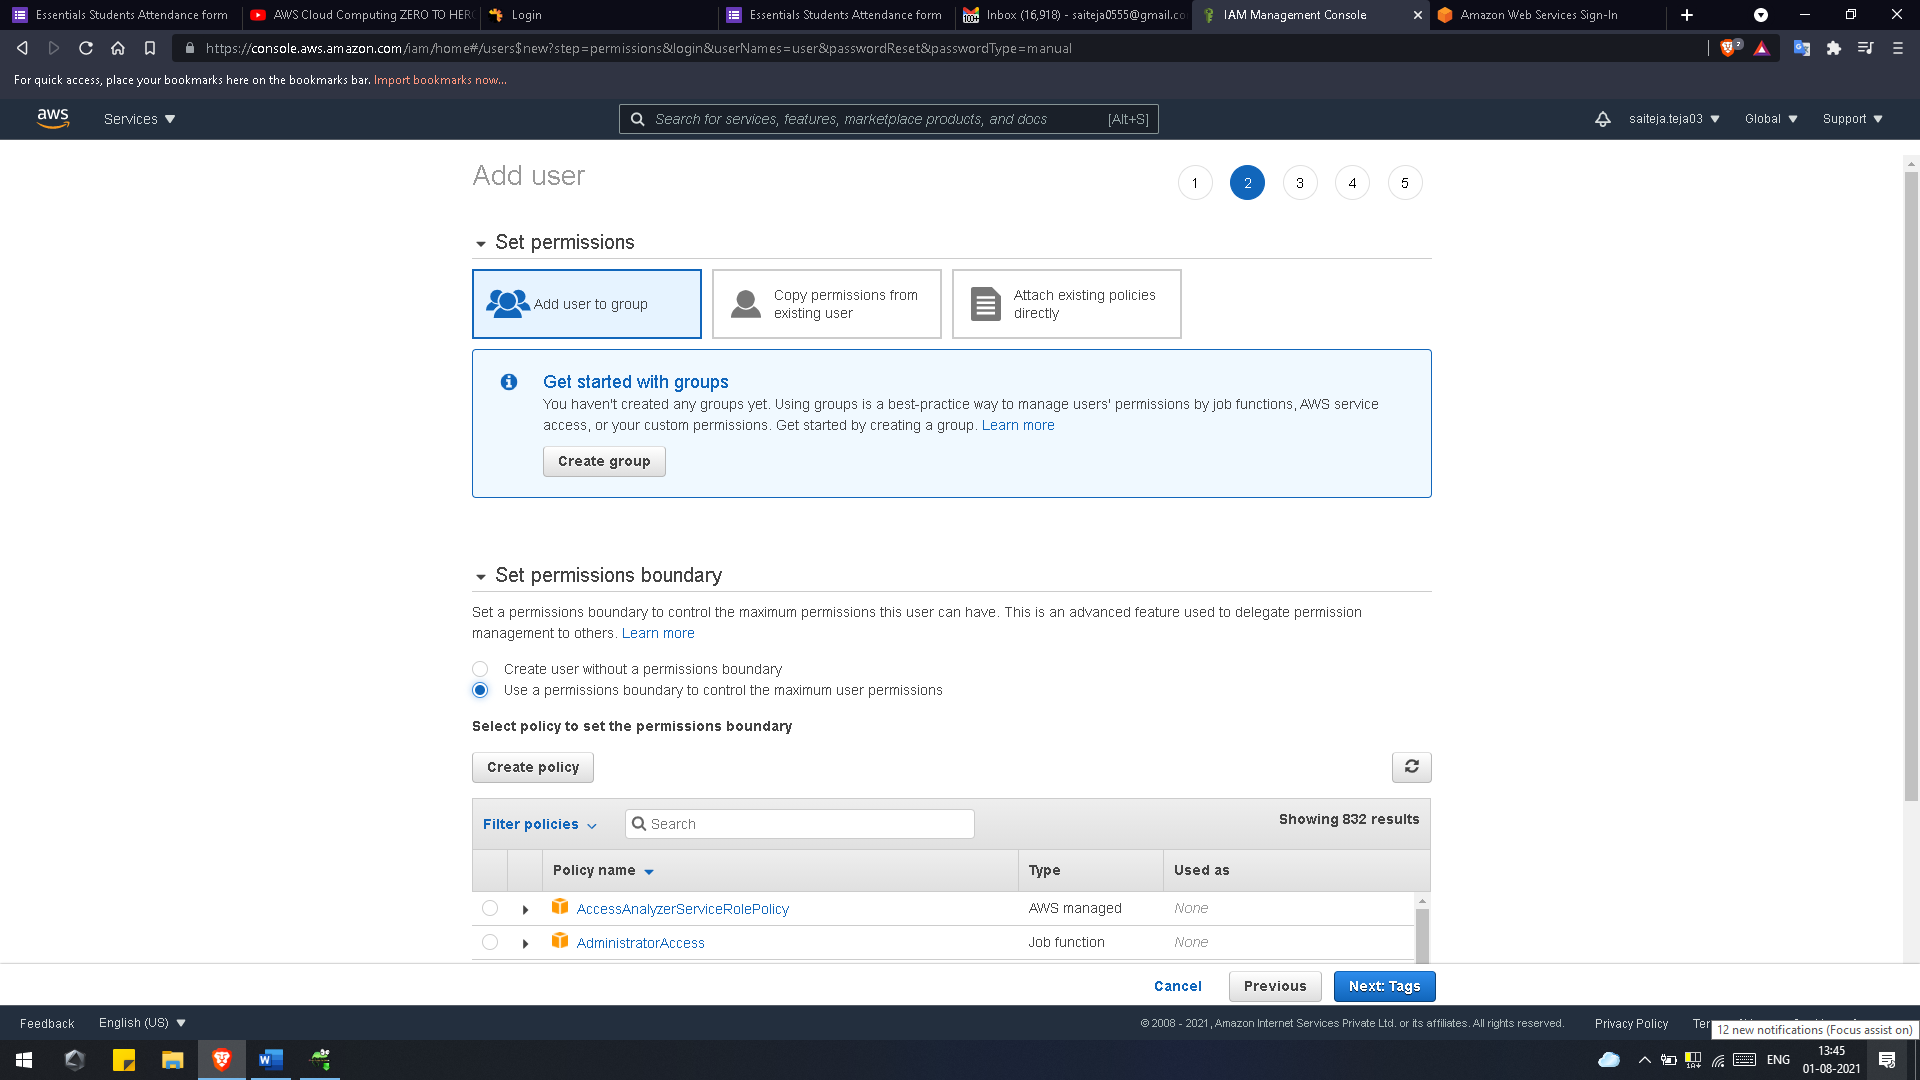 Essentials Students Attendance form
AWS Cloud Computing ZERO TO HER
Login
Essentials Students Attendance form
100+
Inbox (16,918) - saiteja0555@gmail.co
IAM Management Console
Amazon Web Services Sign-In
https://console.aws.amazon.com/iam/home#/users$new?step=permissions&login&userNames=user&passwordReset&passwordType=manual
2
For quick access, place your bookmarks here on the bookmarks bar. Import bookmarks now...
aws
Services
Search for services, features, marketplace products, and docs
[Alt+S]
saiteja.teja03
Global
Support
Add user
1
2
3
4
5
Set permissions
Add user to group
Copy permissions from
existing user
Attach existing policies
directly
Get started with groups
You haven't created any groups yet. Using groups is a best-practice way to manage users' permissions by job functions, AWS service
access, or your custom permissions. Get started by creating a group. Learn more
Create group
Set permissions boundary
Set a permissions boundary to control the maximum permissions this user can have. This is an advanced feature used to delegate permission
management to others. Learn more
Create user without a permissions boundary
Use a permissions boundary to control the maximum user permissions
Select policy to set the permissions boundary
Create policy
Filter policies
Search
Showing 832 results
Policy name
Type
Used as
AccessAnalyzerServiceRolePolicy
AWS managed
None
AdministratorAccess
Job function
None
Cancel
Previous
Next: Tags
Feedback
English (US)
© 2008 - 2021, Amazon Internet Services Private Ltd. or its affiliates. All rights reserved.
Privacy Policy
12 new notifications (Focus assist on)
ENG
13:45
01-08-2021